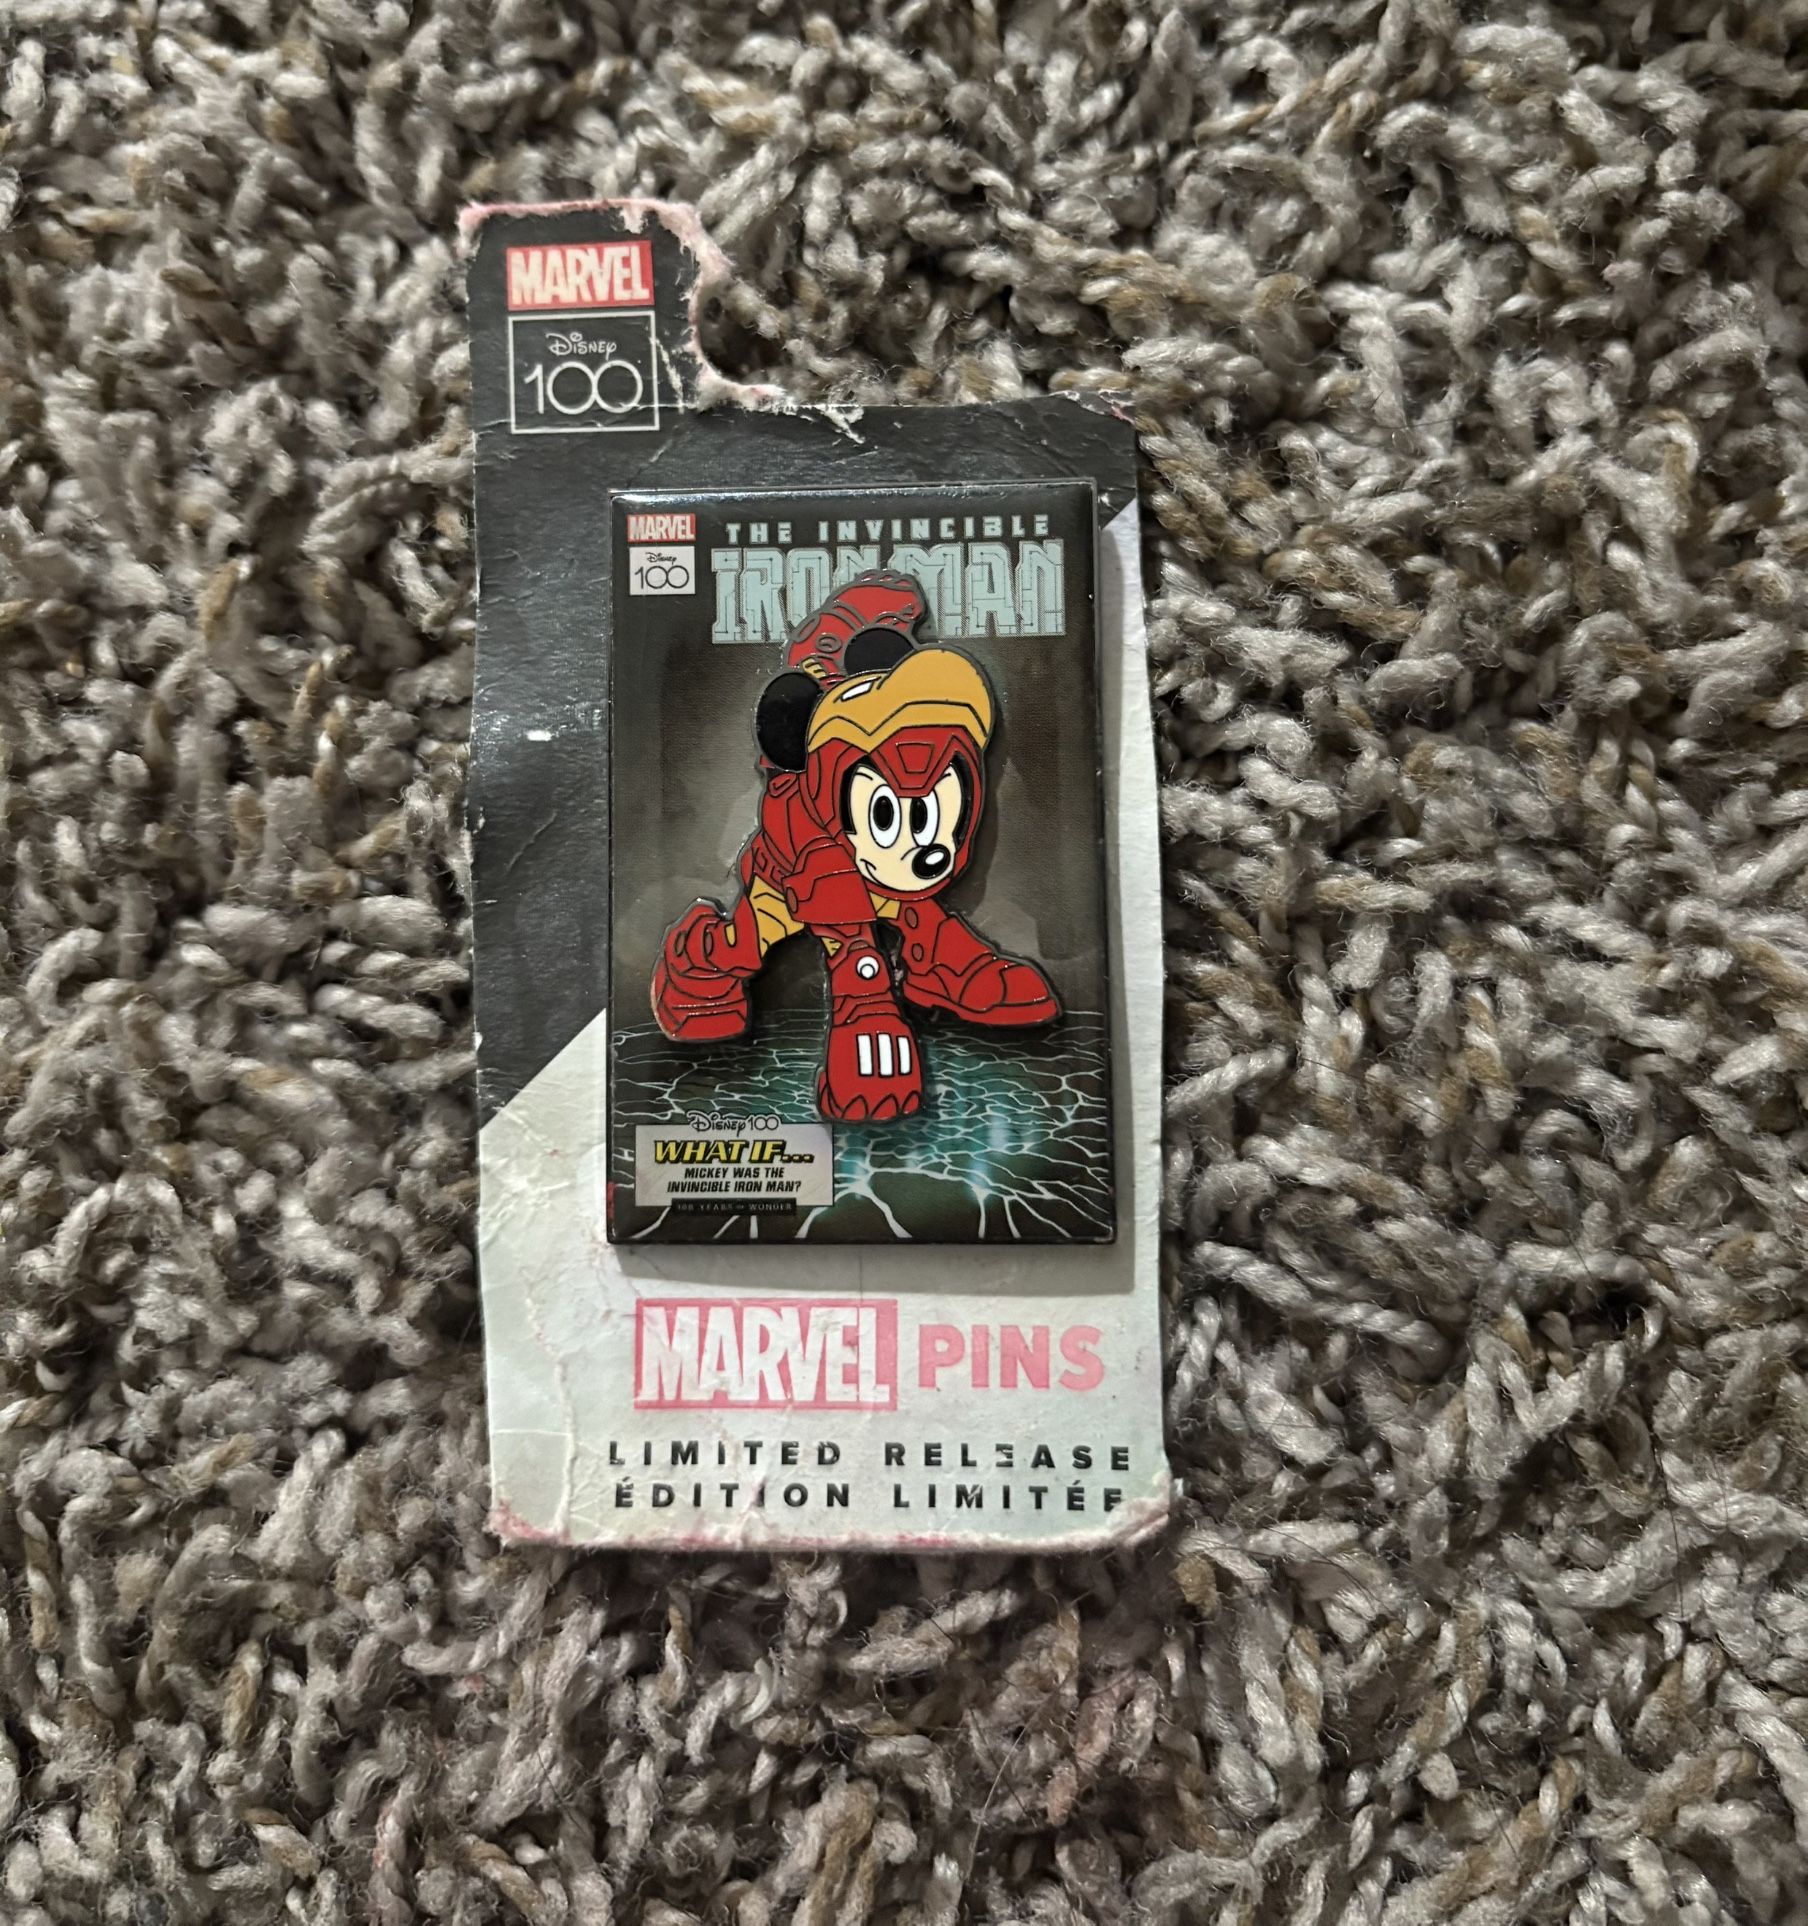 MARVEL
Disney
100
MARVEL
Disney
100
THE INVINCIBLE
IRON MAN
Disney100
WHAT IF...
MICKEY WAS THE
INVINCIBLE IRON MAN?
100 YEARS OF WONDER
MARVEL PINS
LIMITED RELEASE
ÉDITION LIMITÉE